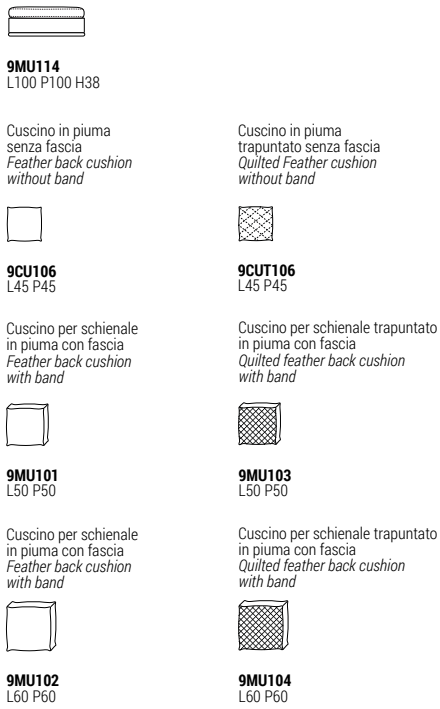 9MU114
L100 P100 H38
Cuscino in piuma
senza fascia
Feather back cushion
without band
9CU106
L45 P45
Cuscino in piuma
trapuntato senza fascia
Quilted Feather cushion
without band
9CUT106
L45 P45
Cuscino per schienale
in piuma con fascia
Feather back cushion
with band
9MU101
L50 P50
Cuscino per schienale trapuntato
in piuma con fascia
Quilted feather back cushion
with band
9MU103
L50 P50
Cuscino per schienale
in piuma con fascia
Feather back cushion
with band
9MU102
L60 P60
Cuscino per schienale trapuntato
in piuma con fascia
Quilted feather back cushion
with band
9MU104
L60 P60